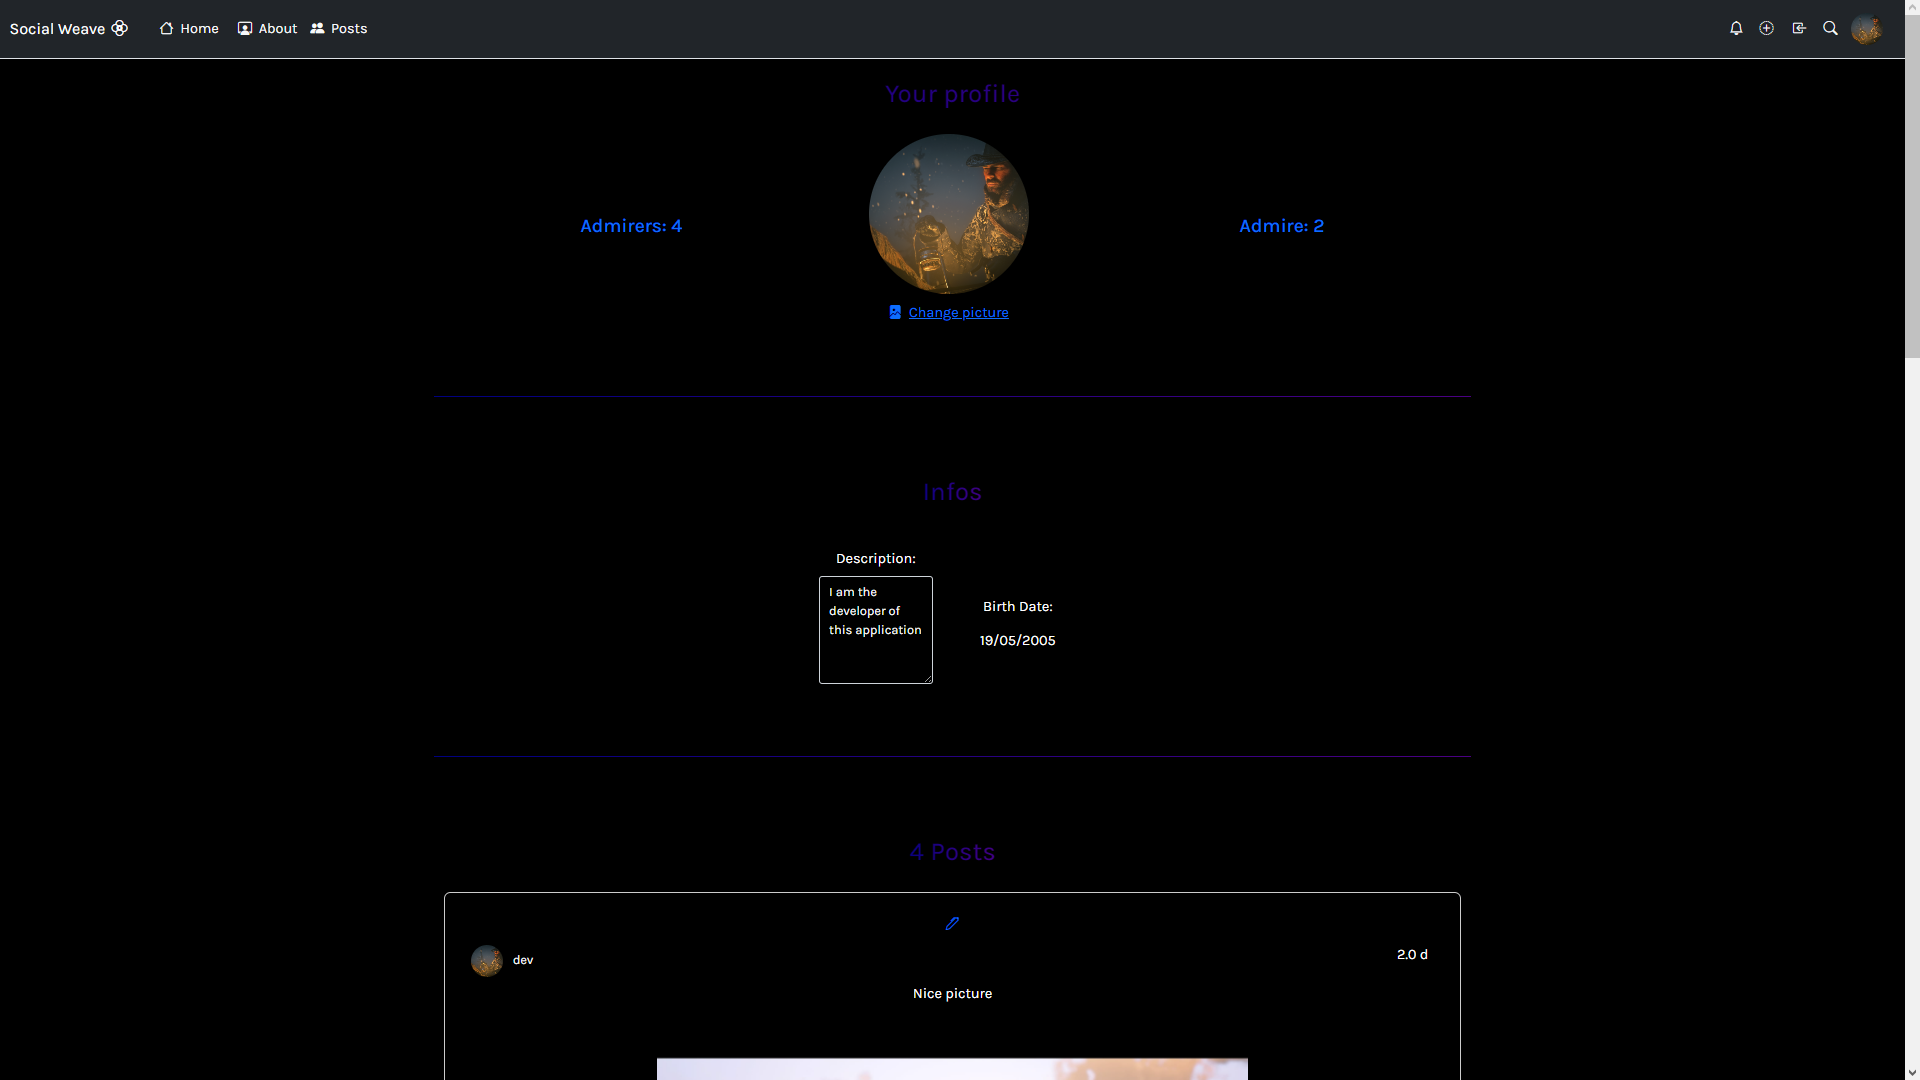 Social Weave
Home
About
Posts
Your profile
Admirers: 4
Admire: 2
Change picture
Infos
Description:
I am the
developer of
this application
Birth Date:
19/05/2005
4 Posts
dev
2.0 d
Nice picture